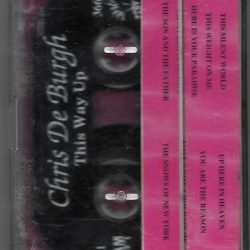 Chris De Burgh
This Way Up
THE SON AND THE FATHER
THE SNOWS OF NEW YORK
THE SILENT WORLD
THIS WEIGHT ON ME
HERE IS YOUR PARADISE
UP HERE IN HEAVEN
YOU ARE THE REASON